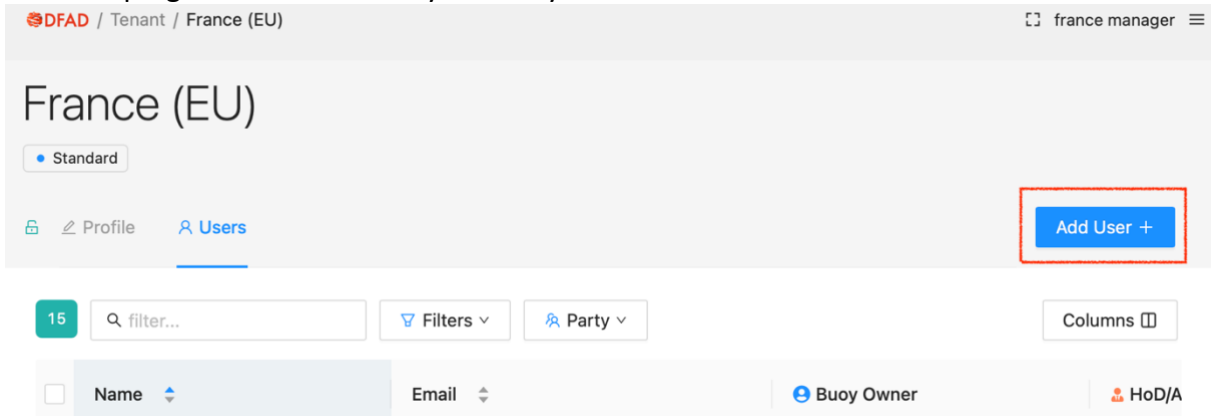 DFAD / Tenant / France (EU)
france manager
France (EU)
Standard
Profile
Users
Add User +
15
filter...
Filters
Party
Columns
Name
Email
Buoy Owner
HoD/A